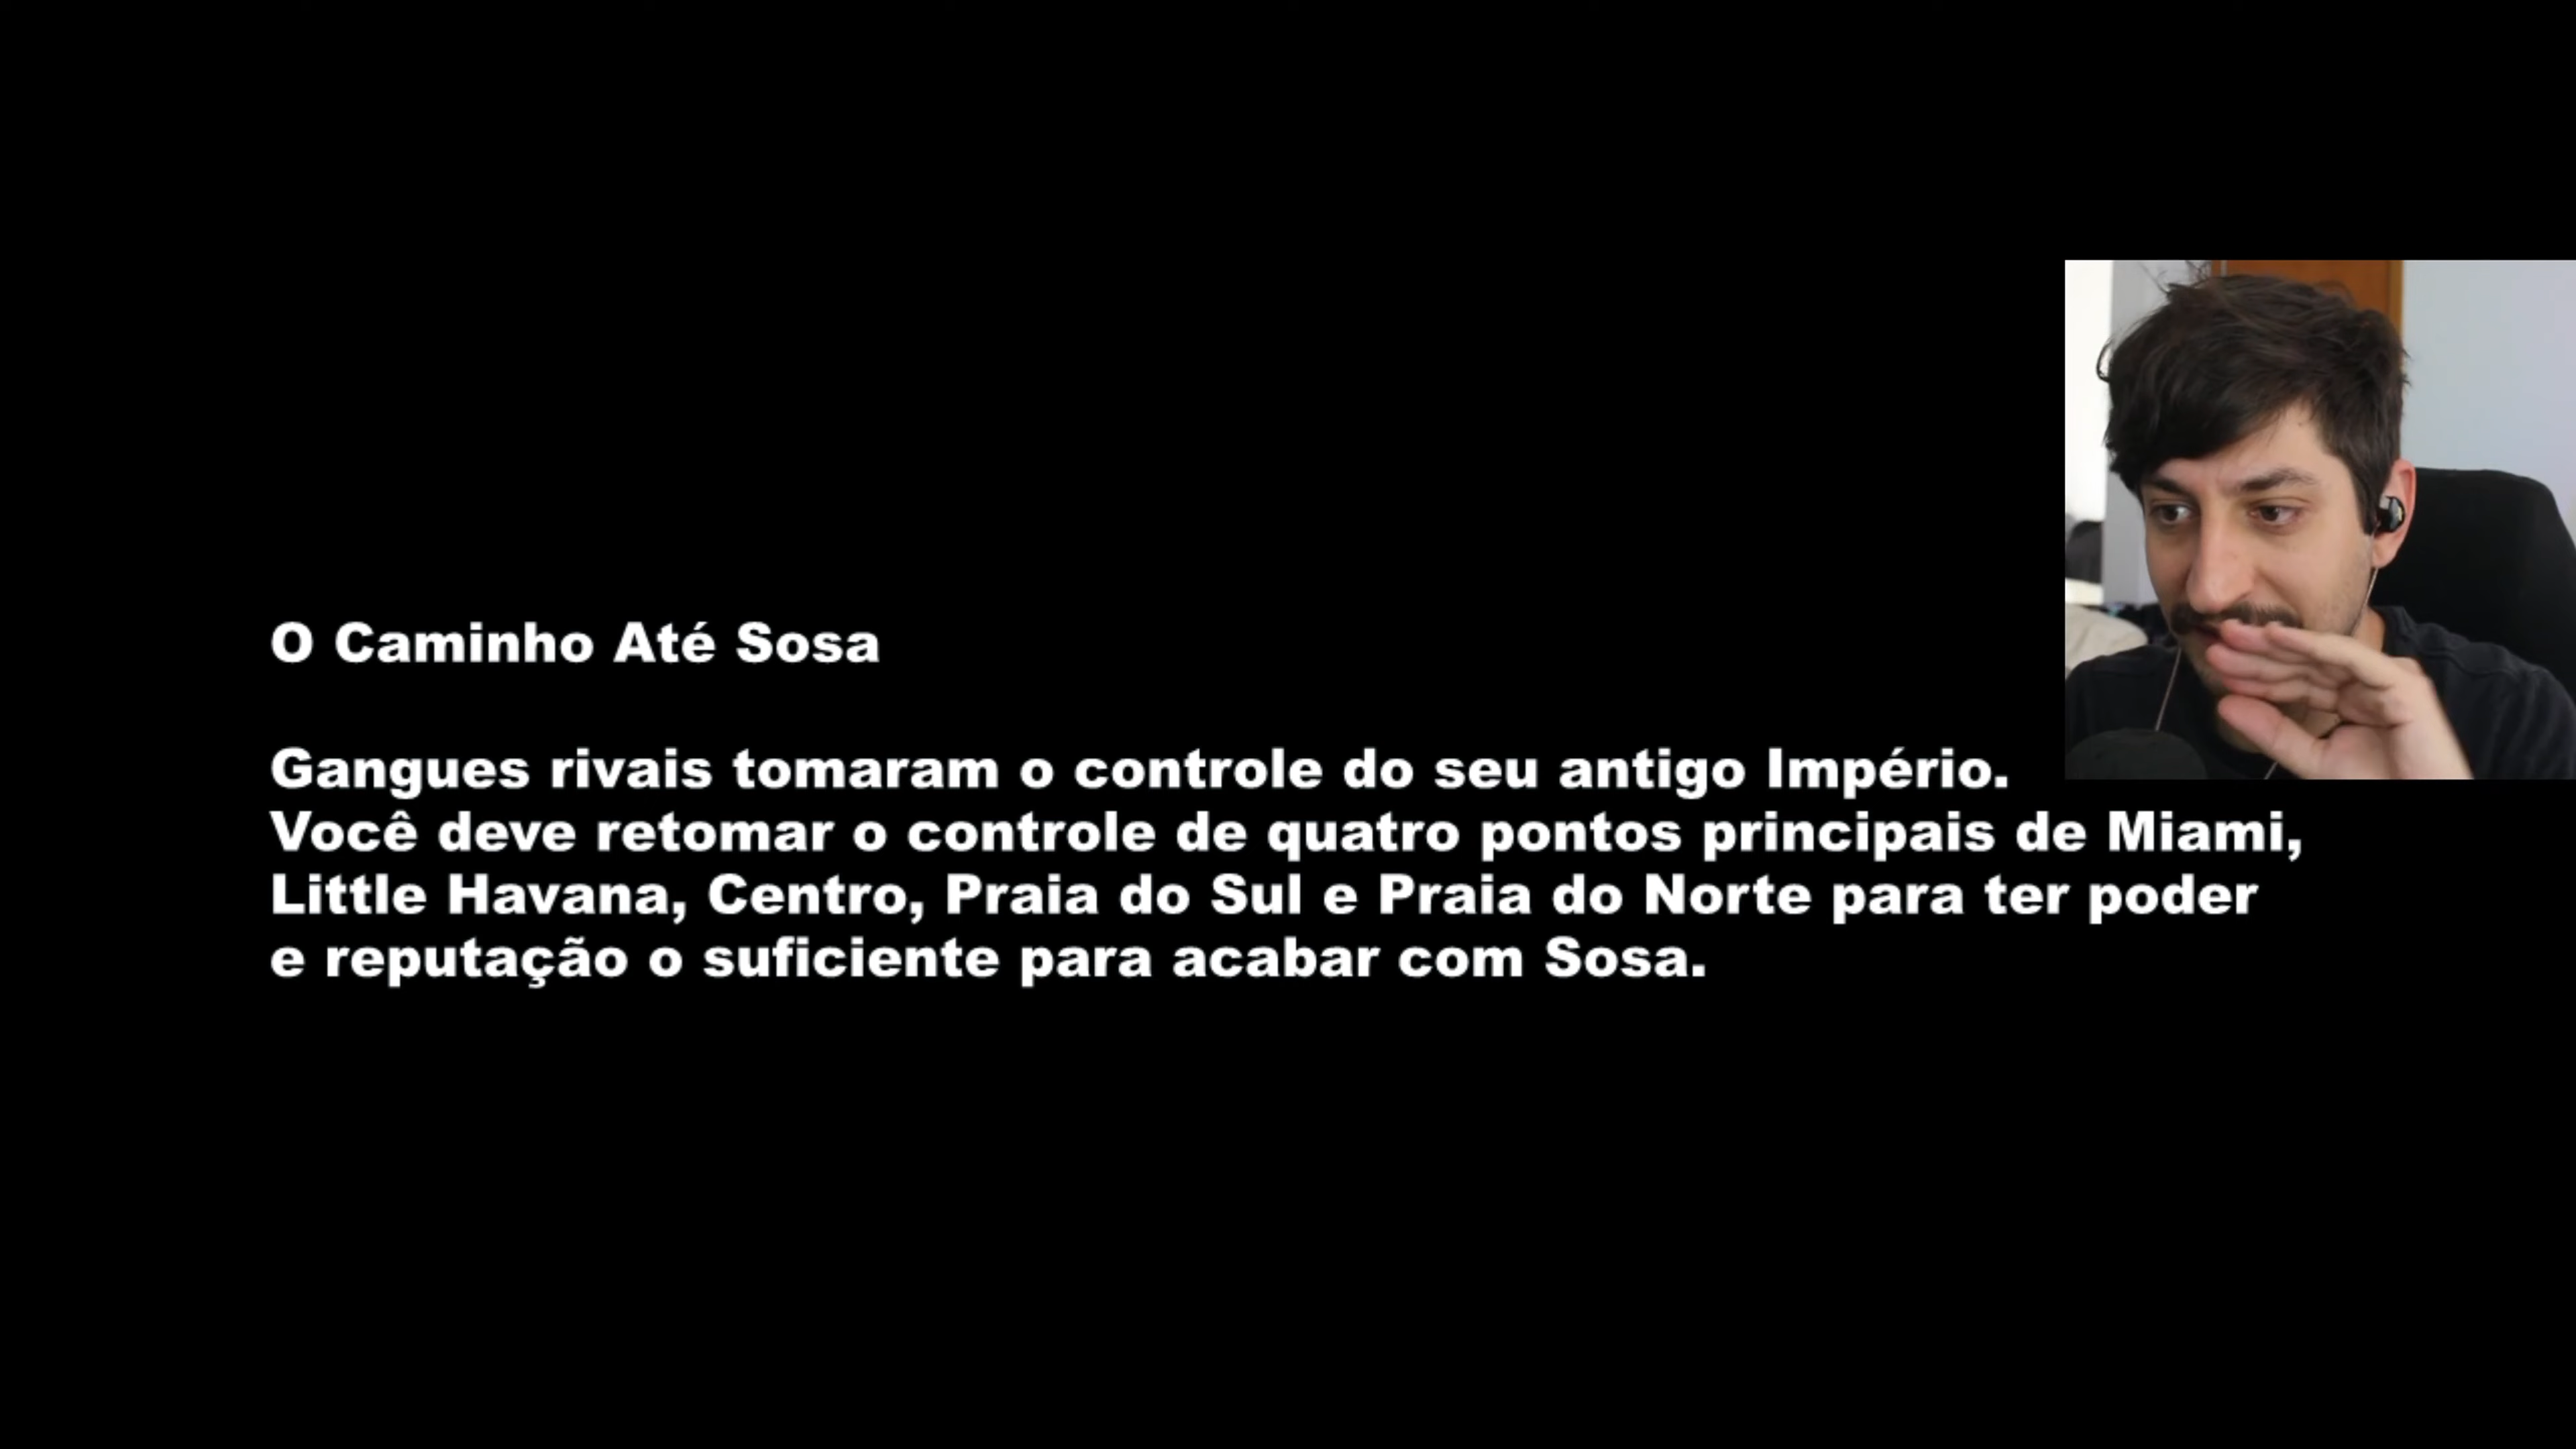 O Caminho Até Sosa
Gangues rivais tomaram o controle do seu antigo Império.
Você deve retomar o controle de quatro pontos principais de Miami,
Little Havana, Centro, Praia do Sul e Praia do Norte para ter poder
e reputação o suficiente para acabar com Sosa.